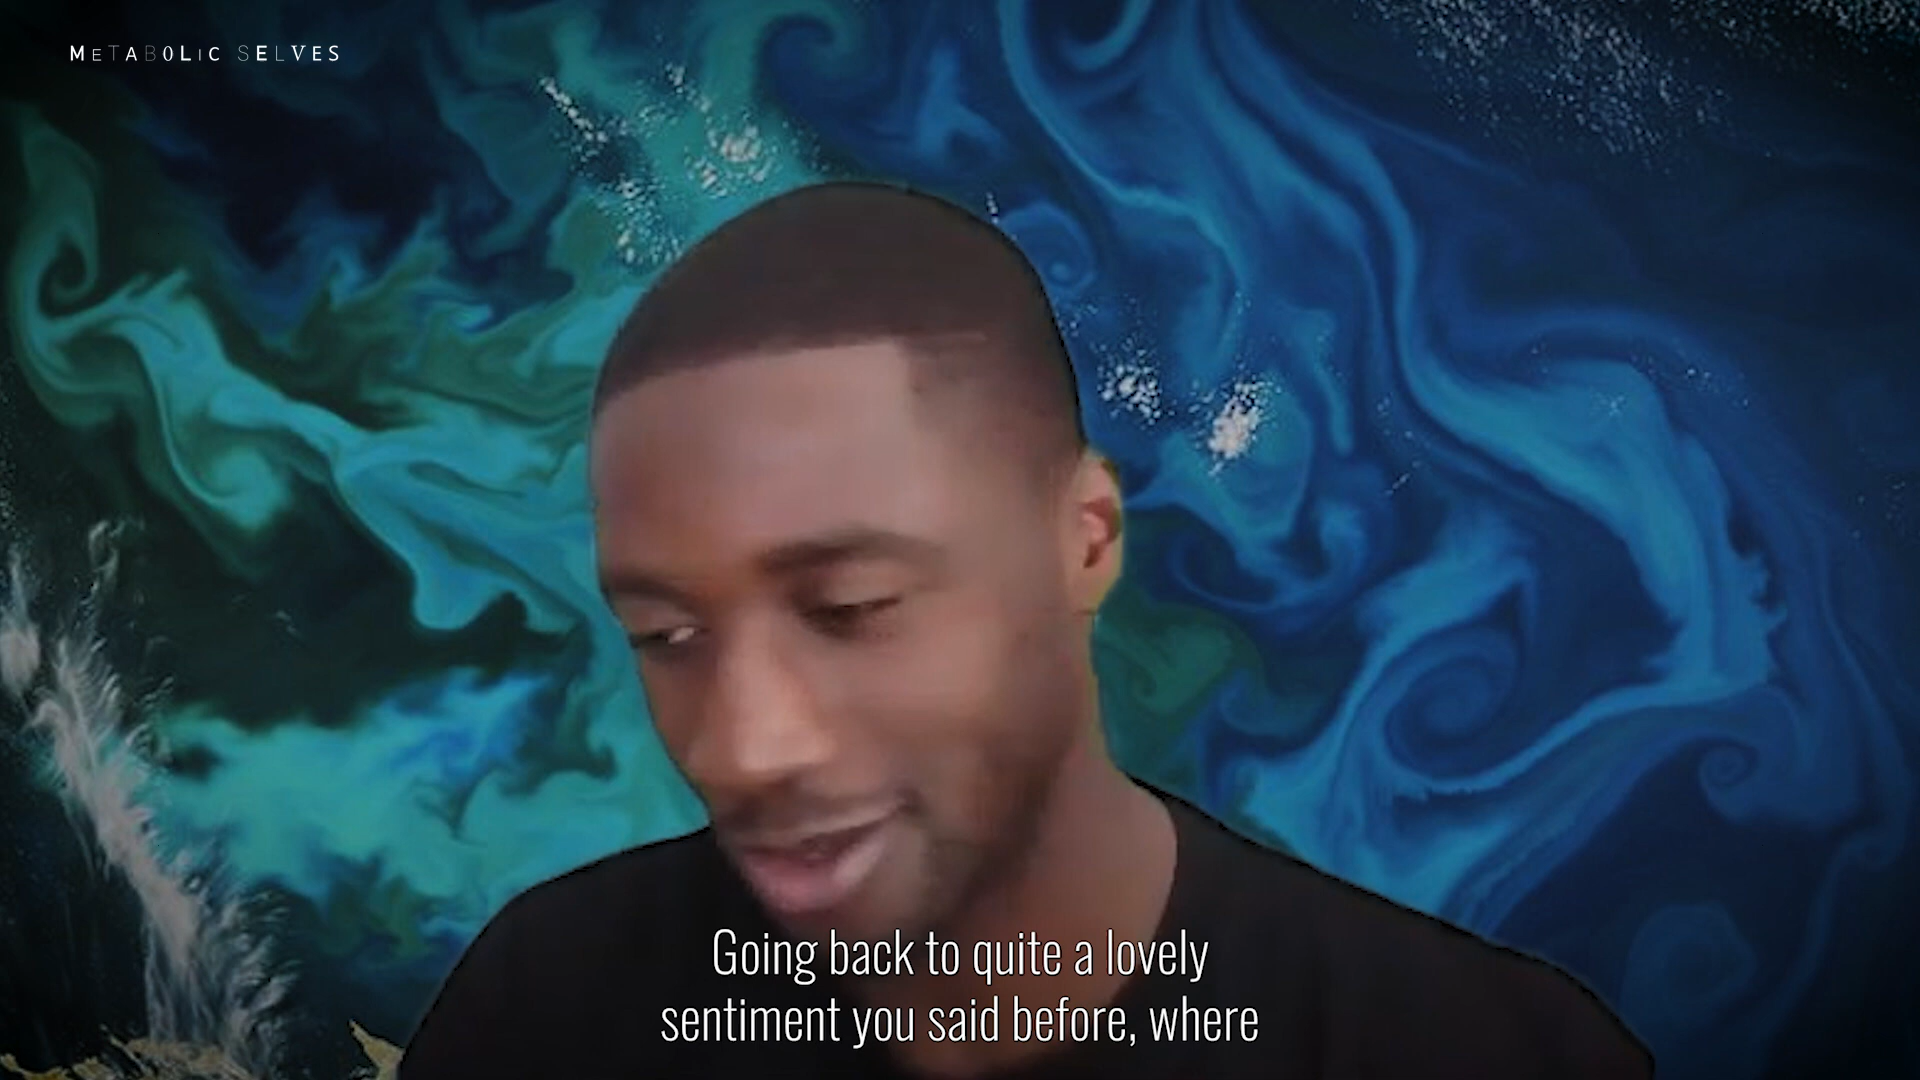 METABOLIC SELVES
Going back to quite a lovely
sentiment you said before, where